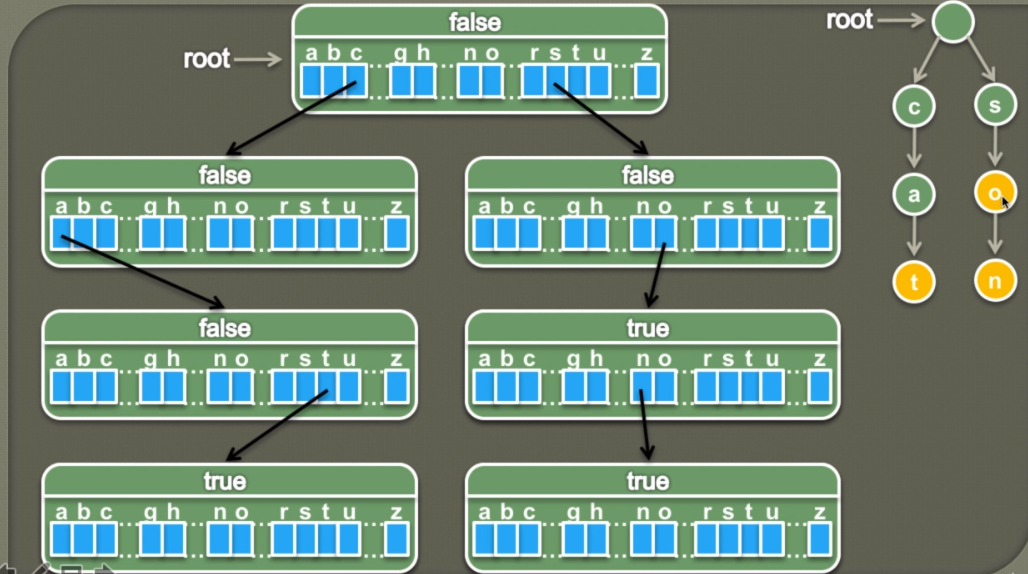 root → false root →
a b c ... g h ... n o ... r s t u ... z
c s
false false
a b c ... g h ... n o ... r s t u ... z a b c ... g h ... n o ... r s t u ... z
a o
t n
false true
a b c ... g h ... n o ... r s t u ... z a b c ... g h ... n o ... r s t u ... z
true true
a b c ... g h ... n o ... r s t u ... z a b c ... g h ... n o ... r s t u ... z